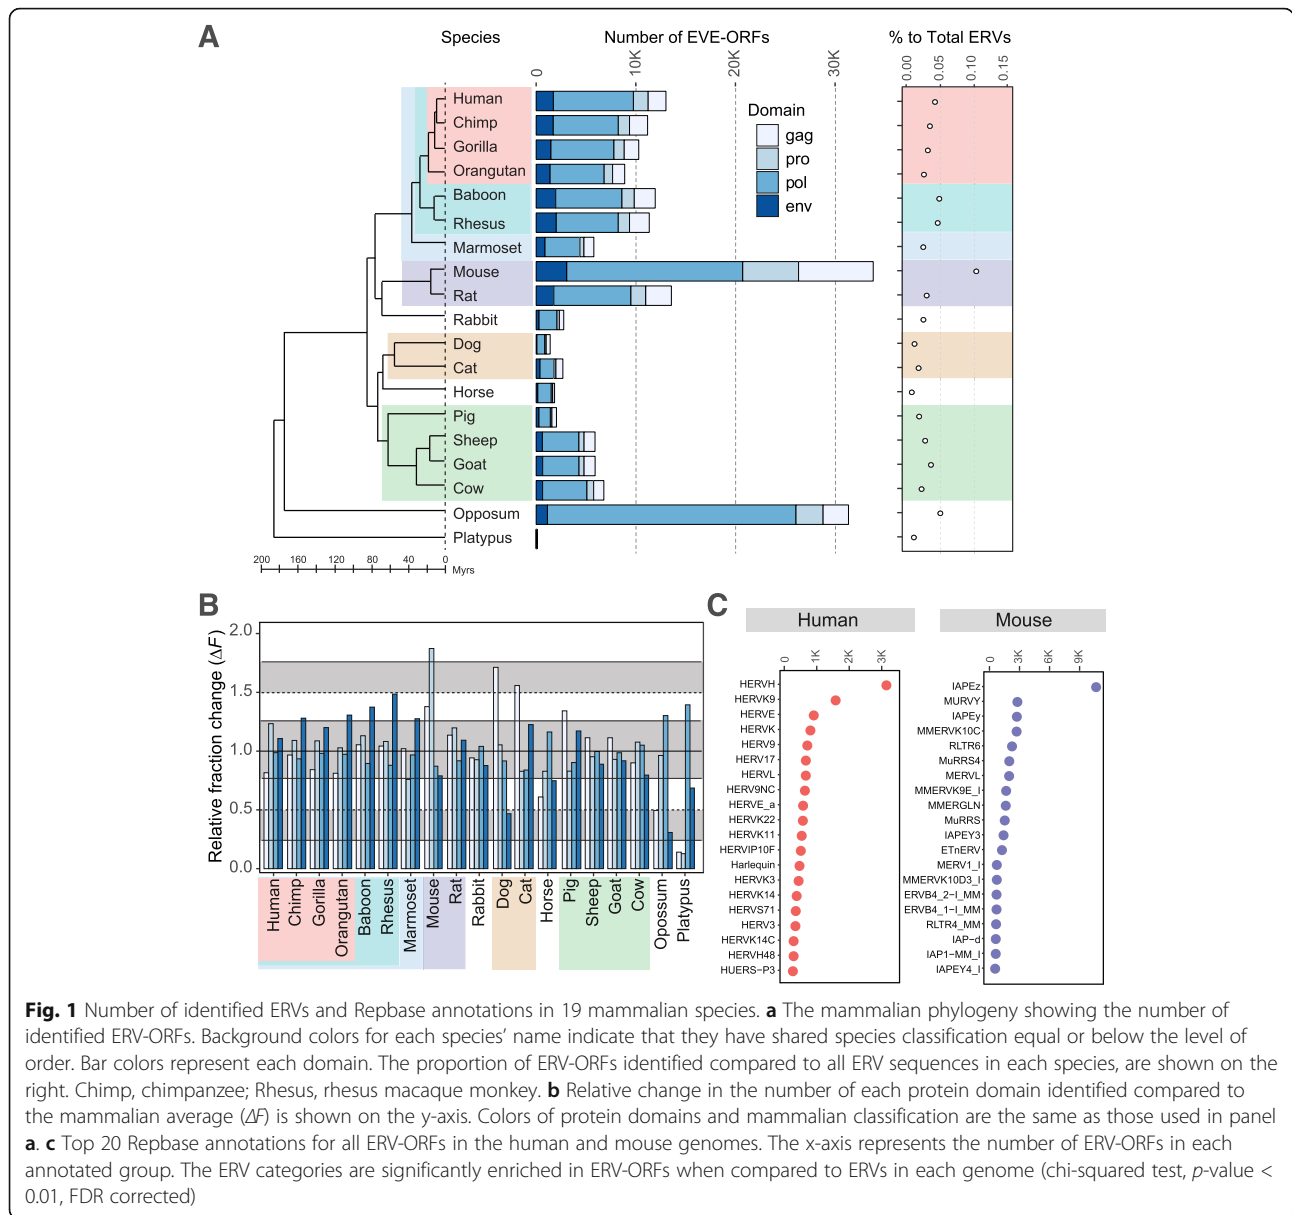 A
Species
Number of EVE-ORFs
% to Total ERVs
0
10K
20K
30K
0.00
0.05
0.10
0.15
Domain
gag
pro
pol
env
Human
Chimp
Gorilla
Orangutan
Baboon
Rhesus
Marmoset
Mouse
Rat
Rabbit
Dog
Cat
Horse
Pig
Sheep
Goat
Cow
Opposum
Platypus
200 160 120 80 40 0 Myrs
B
Relative fraction change (ΔF)
2.0
1.5
1.0
0.5
0.0
Human
Chimp
Gorilla
Orangutan
Baboon
Rhesus
Marmoset
Mouse
Rat
Rabbit
Dog
Cat
Horse
Pig
Sheep
Goat
Cow
Opossum
Platypus
C
Human
0 1K 2K 3K
HERVH
HERVK9
HERVE
HERVK
HERV9
HERV17
HERVL
HERV9NC
HERVE_a
HERVK22
HERVK11
HERVIP10F
Harlequin
HERVK3
HERVK14
HERVS71
HERV3
HERVK14C
HERVH48
HUERS−P3
Mouse
0 3K 6K 9K
IAPEz
MURVY
IAPEy
MMERVK10C
RLTR6
MuRRS4
MERVL
MMERVK9E_I
MMERGLN
MuRRS
IAPEY3
ETnERV
MERV1_I
MMERVK10D3_I
ERVB4_2−I_MM
ERVB4_1−I_MM
RLTR4_MM
IAP−d
IAP1−MM_I
IAPEY4_I
Fig. 1 Number of identified ERVs and Repbase annotations in 19 mammalian species. a The mammalian phylogeny showing the number of
identified ERV-ORFs. Background colors for each species’ name indicate that they have shared species classification equal or below the level of
order. Bar colors represent each domain. The proportion of ERV-ORFs identified compared to all ERV sequences in each species, are shown on the
right. Chimp, chimpanzee; Rhesus, rhesus macaque monkey. b Relative change in the number of each protein domain identified compared to
the mammalian average (ΔF) is shown on the y-axis. Colors of protein domains and mammalian classification are the same as those used in panel
a. c Top 20 Repbase annotations for all ERV-ORFs in the human and mouse genomes. The x-axis represents the number of ERV-ORFs in each
annotated group. The ERV categories are significantly enriched in ERV-ORFs when compared to ERVs in each genome (chi-squared test, p-value <
0.01, FDR corrected)